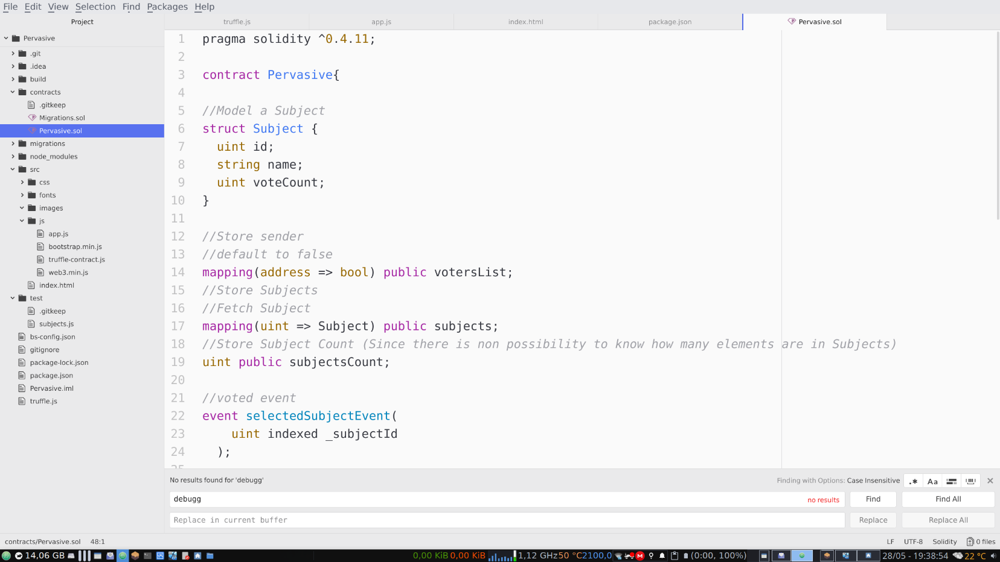 File Edit View Selection Find Packages Help
Project
truffle.js
app.js
index.html
package.json
Pervasive.sol
Pervasive
.git
.idea
build
contracts
.gitkeep
Migrations.sol
Pervasive.sol
migrations
node_modules
src
css
fonts
images
js
app.js
bootstrap.min.js
truffle-contract.js
web3.min.js
index.html
test
.gitkeep
subjects.js
bs-config.json
gitignore
package-lock.json
package.json
Pervasive.iml
truffle.js
1 pragma solidity ^0.4.11;
2
3 contract Pervasive{
4
5 //Model a Subject
6 struct Subject {
7 uint id;
8 string name;
9 uint voteCount;
10 }
11
12 //Store sender
13 //default to false
14 mapping(address => bool) public votersList;
15 //Store Subjects
16 //Fetch Subject
17 mapping(uint => Subject) public subjects;
18 //Store Subject Count (Since there is non possibility to know how many elements are in Subjects)
19 uint public subjectsCount;
20
21 //voted event
22 event selectedSubjectEvent(
23 uint indexed _subjectId
24 );
No results found for 'debugg'
Finding with Options: Case Insensitive
.* Aa
debugg
no results
Find
Find All
Replace in current buffer
Replace
Replace All
contracts/Pervasive.sol 48:1
LF UTF-8 Solidity 0 files
14,06 GB 0,00 KiB 0,00 KiB 1,12 GHz 50 °C 2100,0 (0:00, 100%) 28/05 - 19:38:54 22 °C